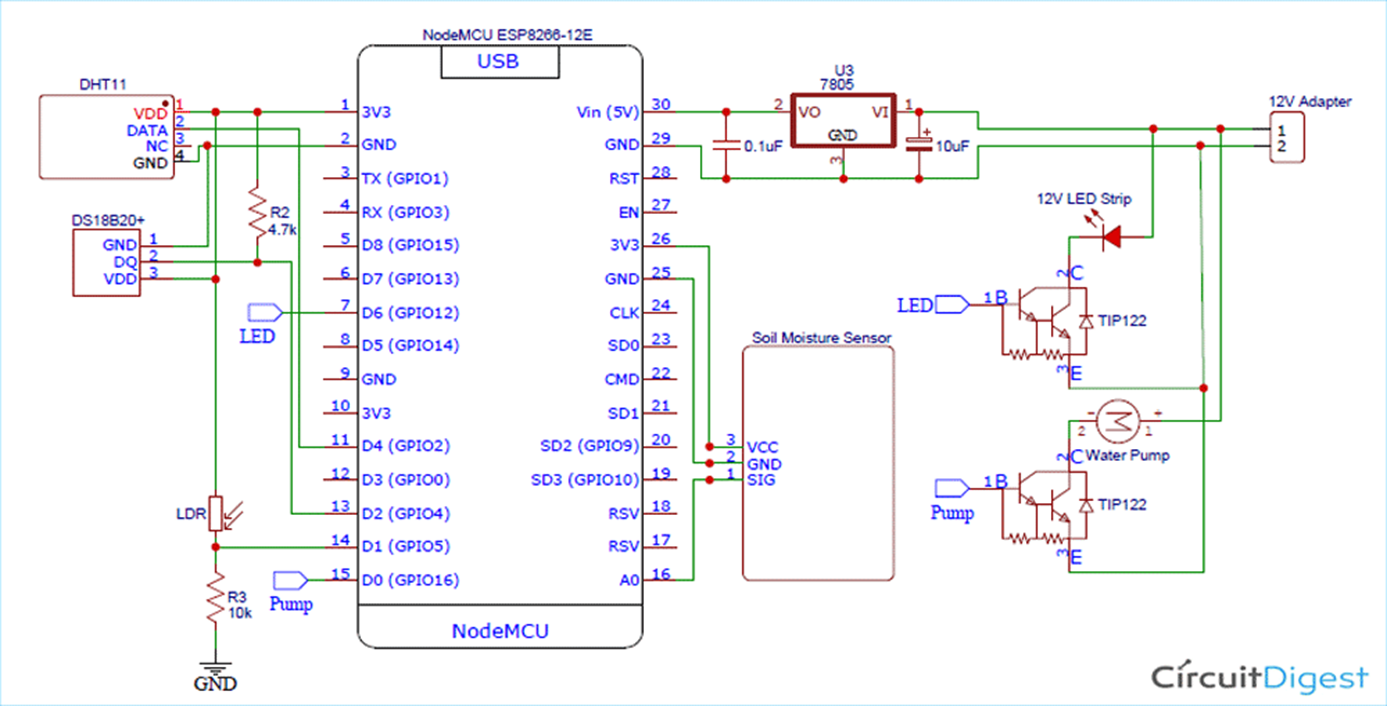 NodeMCU ESP8266-12E
USB
DHT11
VDD 1
DATA 2
NC 3
GND 4
DS18B20+
GND 1
DQ 2
VDD 3
R2
4.7k
LED
LDR
R3
10k
GND
Pump
1 3V3
2 GND
3 TX (GPIO1)
4 RX (GPIO3)
5 D8 (GPIO15)
6 D7 (GPIO13)
7 D6 (GPIO12)
8 D5 (GPIO14)
9 GND
10 3V3
11 D4 (GPIO2)
12 D3 (GPIO0)
13 D2 (GPIO4)
14 D1 (GPIO5)
15 D0 (GPIO16)
Vin (5V) 30
GND 29
RST 28
EN 27
3V3 26
GND 25
CLK 24
SD0 23
CMD 22
SD1 21
SD2 (GPIO9) 20
SD3 (GPIO10) 19
RSV 18
RSV 17
A0 16
NodeMCU
0.1uF
U3
7805
2 VO VI 1
GND
3
+
10uF
12V Adapter
1
2
12V LED Strip
2 C
LED 1 B
TIP122
3 E
Soil Moisture Sensor
3 VCC
2 GND
1 SIG
- +
2 1
Water Pump
2 C
Pump 1 B
TIP122
3 E
CircuitDigest